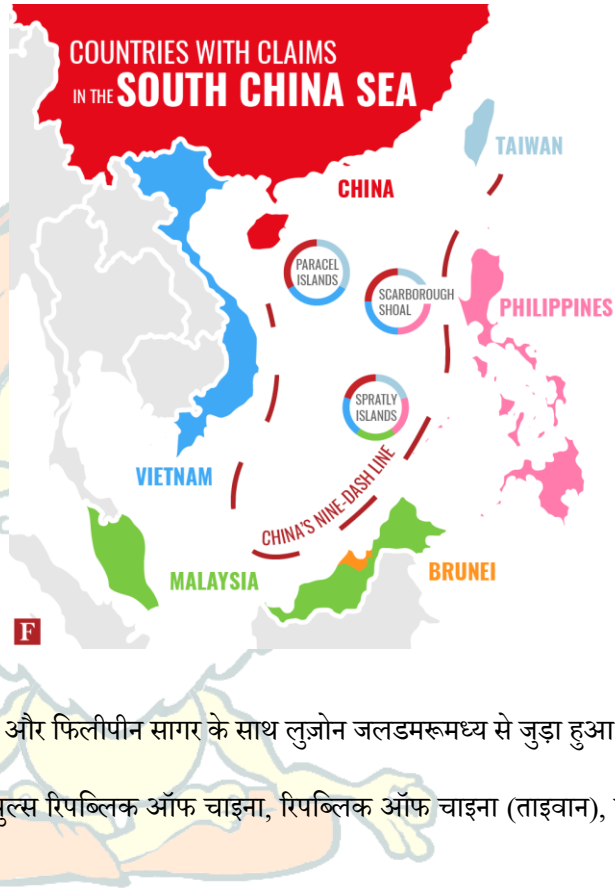 COUNTRIES WITH CLAIMS
IN THE SOUTH CHINA SEA
TAIWAN
CHINA
PARACEL
ISLANDS
SCARBOROUGH
SHOAL
PHILIPPINES
SPRATLY
ISLANDS
VIETNAM
CHINA'S NINE-DASH LINE
MALAYSIA
BRUNEI
F
और फिलीपीन सागर के साथ लुज़ोन जलडमरूमध्य से जुड़ा हुआ
रिपब्लिक ऑफ चाइना, रिपब्लिक ऑफ चाइना (ताइवान),